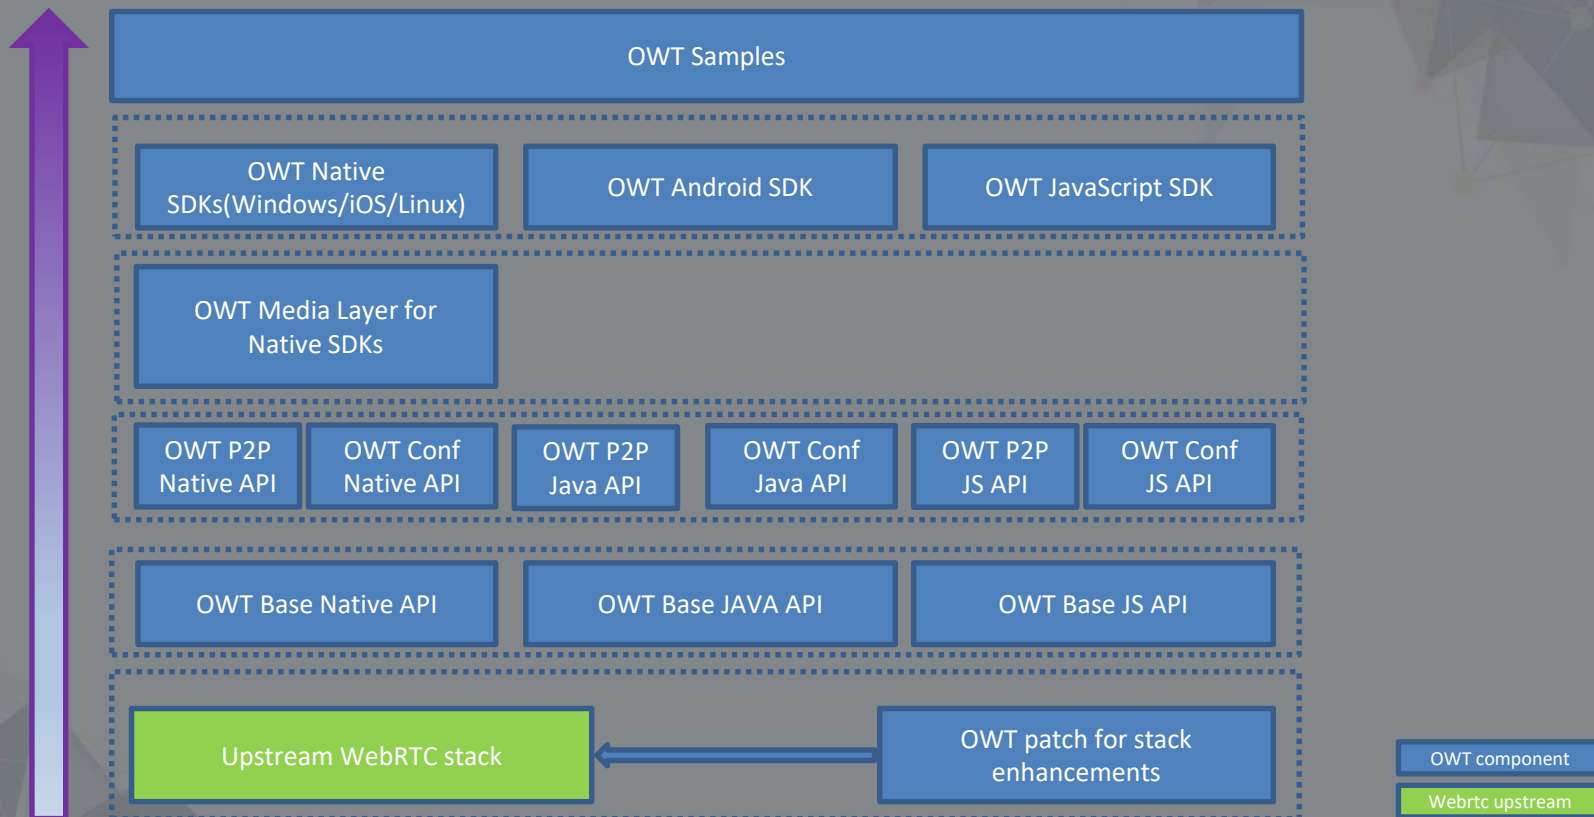 OWT Samples
OWT Native
SDKs(Windows/iOS/Linux)
OWT Android SDK
OWT JavaScript SDK
OWT Media Layer for
Native SDKs
OWT P2P
Native API
OWT Conf
Native API
OWT P2P
Java API
OWT Conf
Java API
OWT P2P
JS API
OWT Conf
JS API
OWT Base Native API
OWT Base JAVA API
OWT Base JS API
Upstream WebRTC stack
OWT patch for stack
enhancements
OWT component
Webrtc upstream